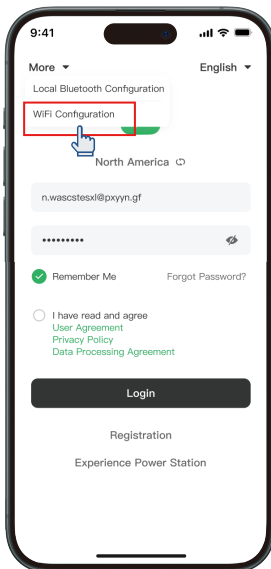 9:41
More
English
Local Bluetooth Configuration
WiFi Configuration
North America
n.wascstesxl@pxyyn.gf
•••••••••
Remember Me
Forgot Password?
I have read and agree
User Agreement
Privacy Policy
Data Processing Agreement
Login
Registration
Experience Power Station